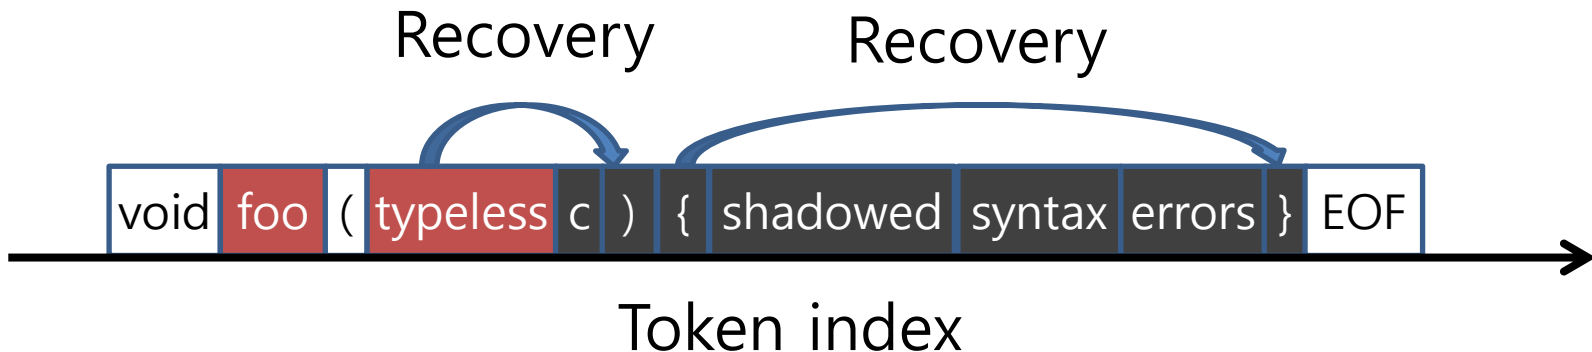 Recovery Recovery
void foo ( typeless c ) { shadowed syntax errors } EOF
Token index